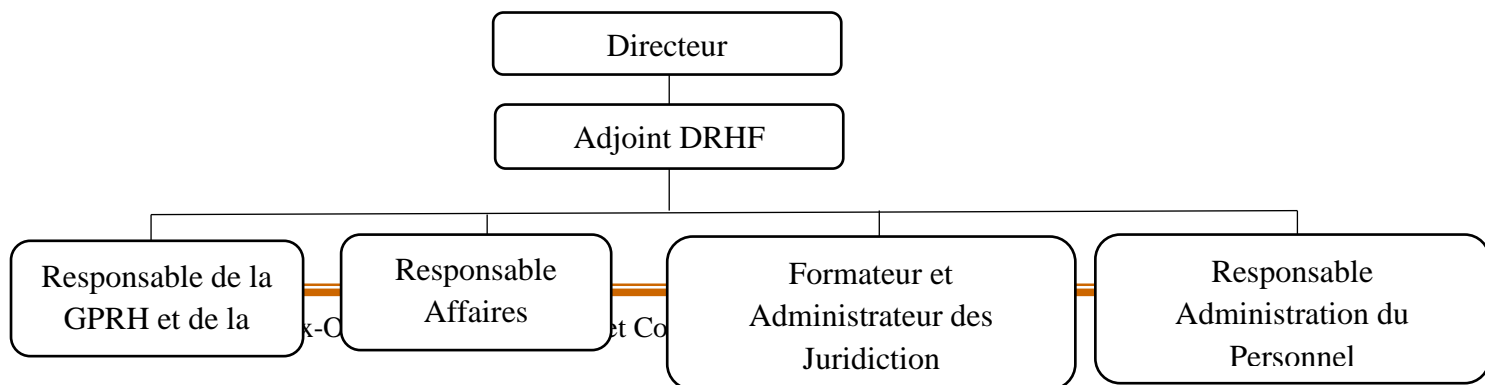 Directeur
Adjoint DRHF
Responsable de la
GPRH et de la
Responsable
Affaires
Formateur et
Administrateur des
Juridiction
Responsable
Administration du
Personnel
et